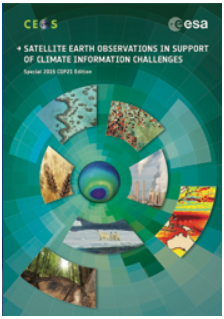 CEOS
esa
→ SATELLITE EARTH OBSERVATIONS IN SUPPORT
OF CLIMATE INFORMATION CHALLENGES
Special 2015 COP21 Edition